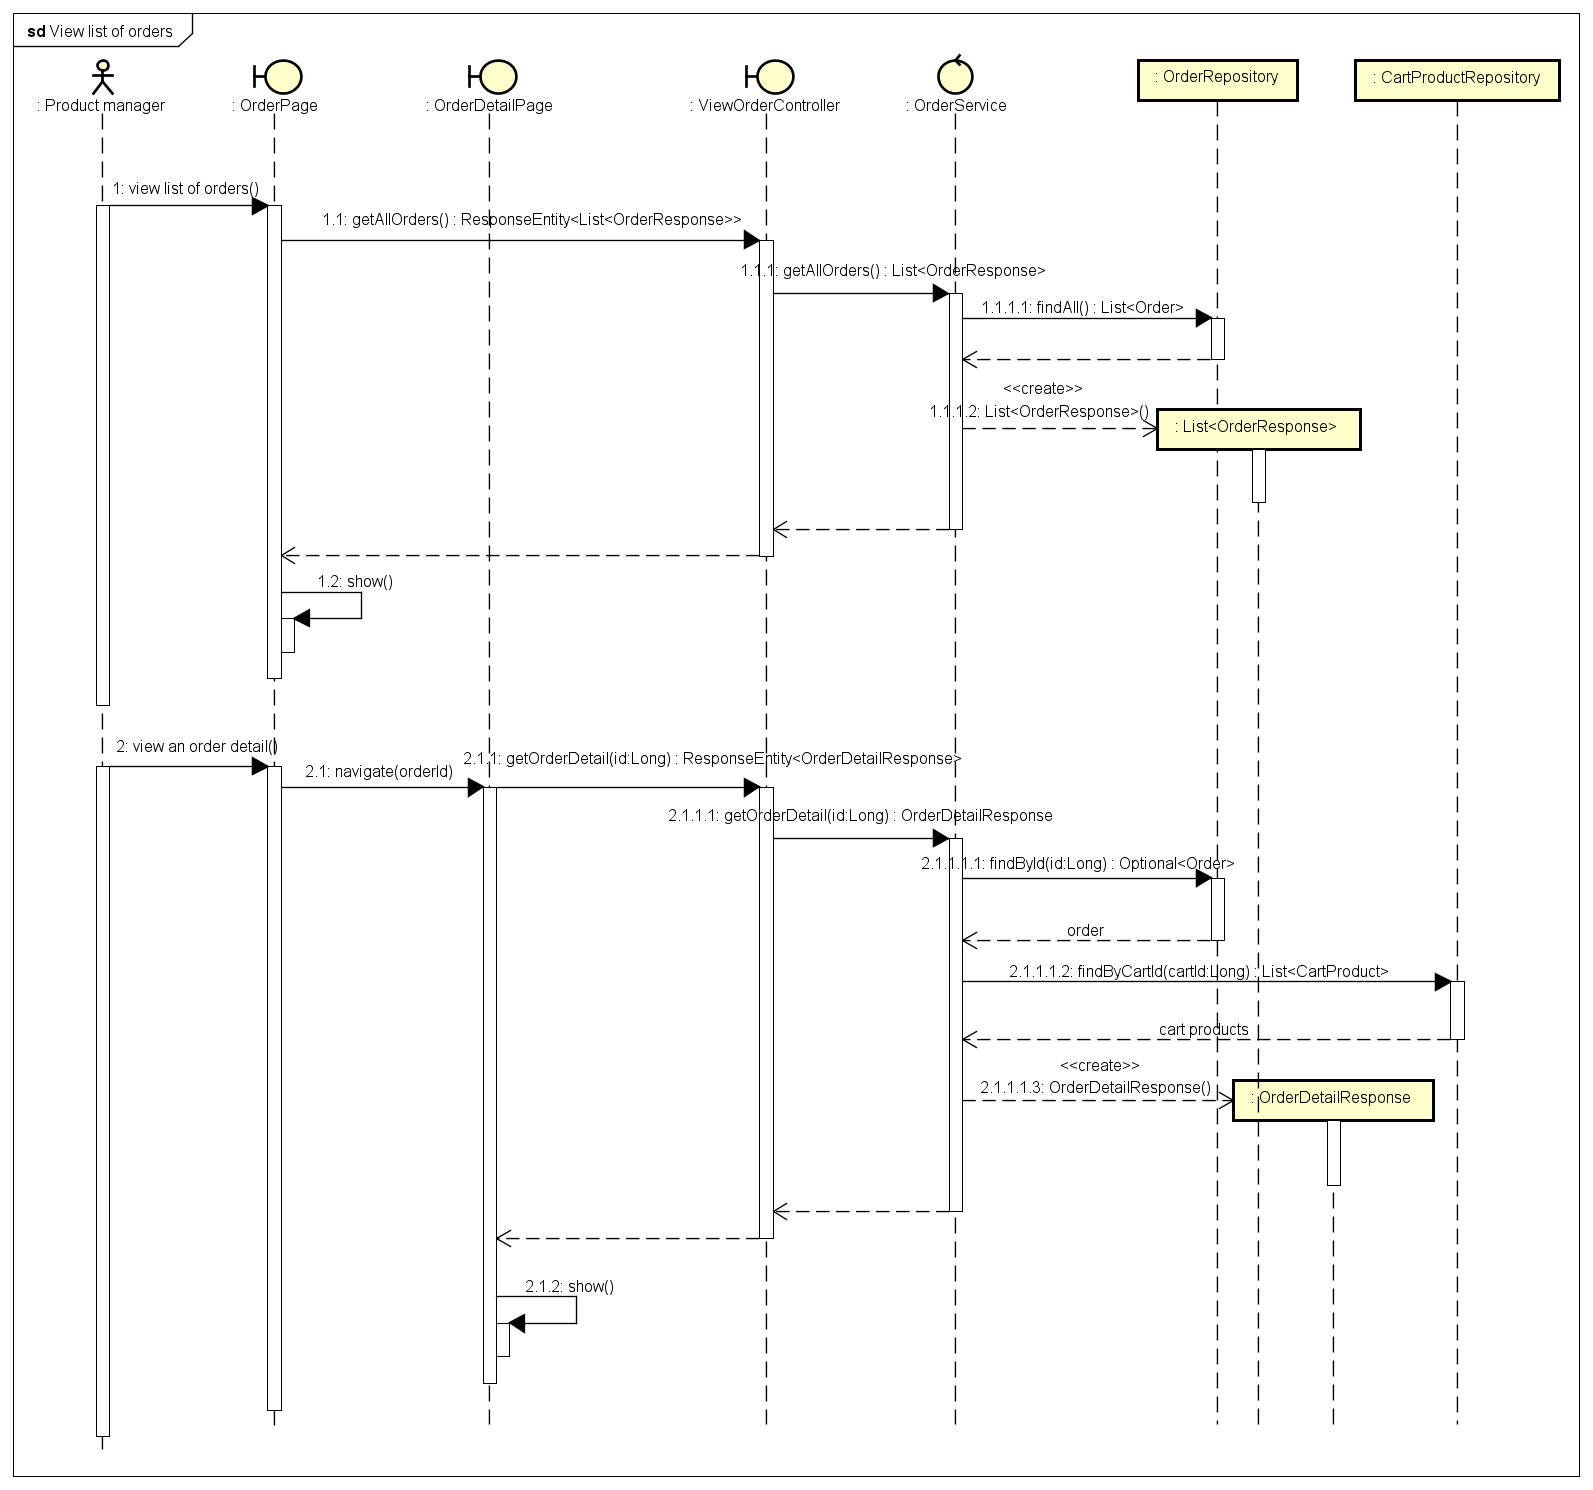 sd View list of orders
: Product manager
: OrderPage
: OrderDetailPage
: ViewOrderController
: OrderService
: OrderRepository
: CartProductRepository
1: view list of orders()
1.1: getAllOrders() : ResponseEntity<List<OrderResponse>>
1.1.1: getAllOrders() : List<OrderResponse>
1.1.1.1: findAll() : List<Order>
<<create>>
1.1.1.2: List<OrderResponse>()
: List<OrderResponse>
1.2: show()
2: view an order detail()
2.1: navigate(orderId)
2.1.1: getOrderDetail(id:Long) : ResponseEntity<OrderDetailResponse>
2.1.1.1: getOrderDetail(id:Long) : OrderDetailResponse
2.1.1.1.1: findById(id:Long) : Optional<Order>
order
2.1.1.1.2: findByCartId(cartId:Long) : List<CartProduct>
cart products
<<create>>
2.1.1.1.3: OrderDetailResponse()
: OrderDetailResponse
2.1.2: show()